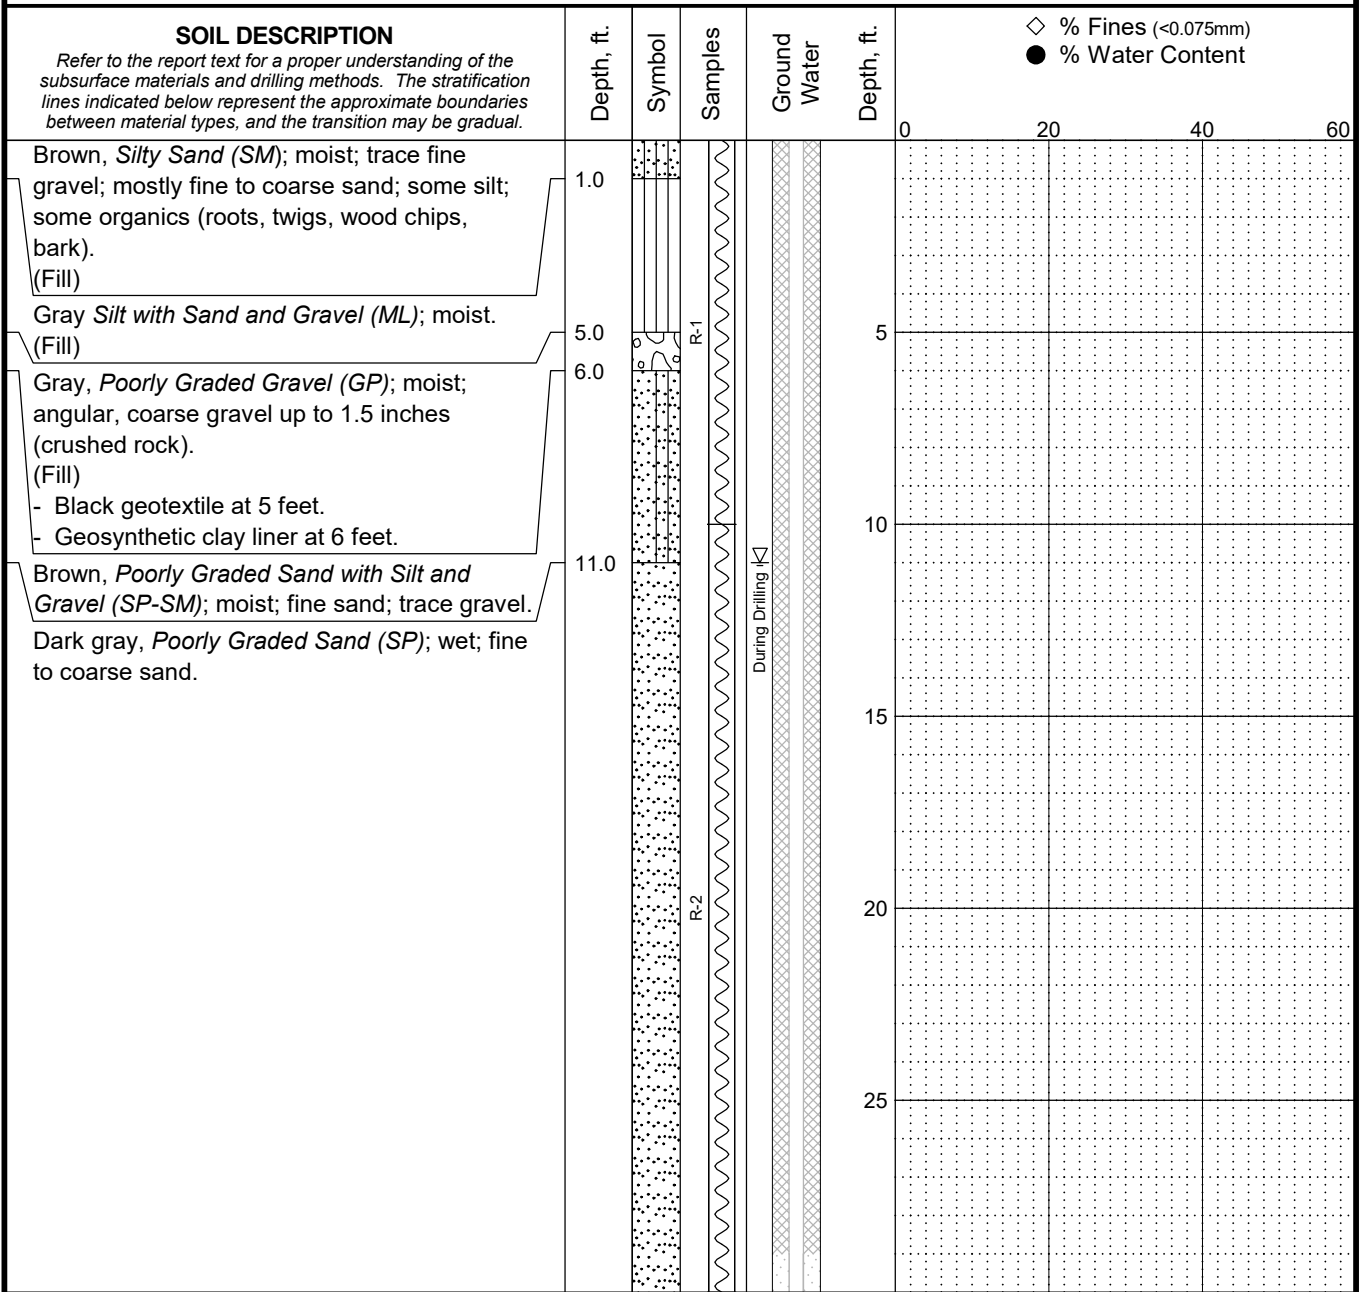 SOIL DESCRIPTION
Refer to the report text for a proper understanding of the
subsurface materials and drilling methods. The stratification
lines indicated below represent the approximate boundaries
between material types, and the transition may be gradual.
Depth, ft.
Symbol
Samples
Ground
Water
Depth, ft.
% Fines (<0.075mm)
% Water Content
0 20 40 60
Brown, Silty Sand (SM); moist; trace fine
gravel; mostly fine to coarse sand; some silt;
some organics (roots, twigs, wood chips,
bark).
(Fill)
1.0
Gray Silt with Sand and Gravel (ML); moist.
(Fill)
5.0
Gray, Poorly Graded Gravel (GP); moist;
angular, coarse gravel up to 1.5 inches
(crushed rock).
(Fill)
- Black geotextile at 5 feet.
- Geosynthetic clay liner at 6 feet.
6.0
Brown, Poorly Graded Sand with Silt and
Gravel (SP-SM); moist; fine sand; trace gravel.
11.0
Dark gray, Poorly Graded Sand (SP); wet; fine
to coarse sand.
R-1
R-2
During Drilling
5
10
15
20
25